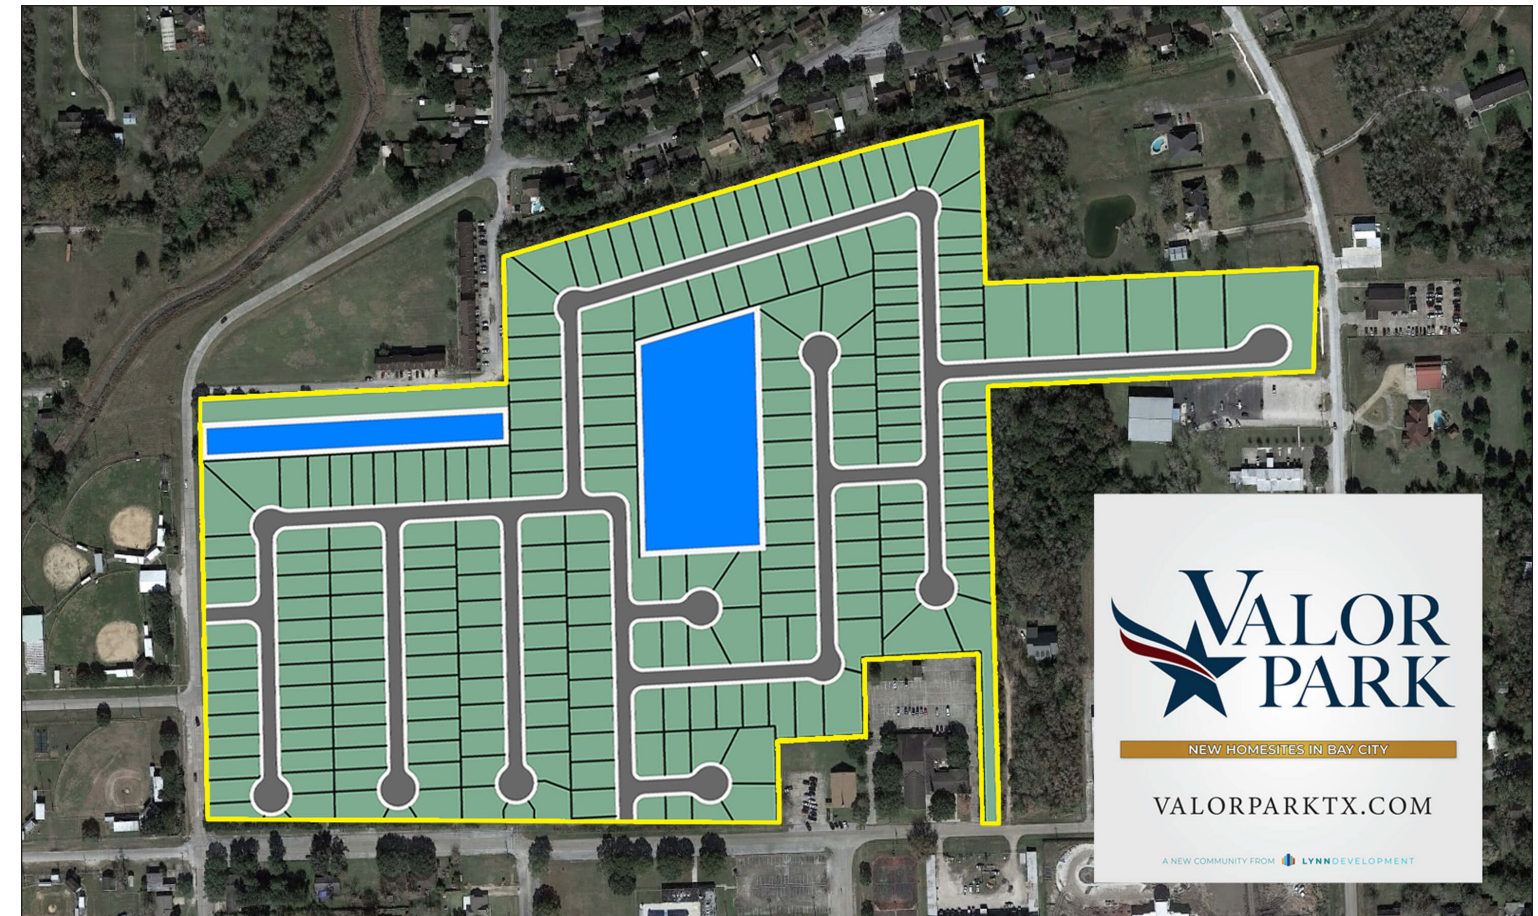 VALOR
PARK
NEW HOMESITES IN BAY CITY
VALORPARKTX.COM
A NEW COMMUNITY FROM LYNNDEVELOPMENT